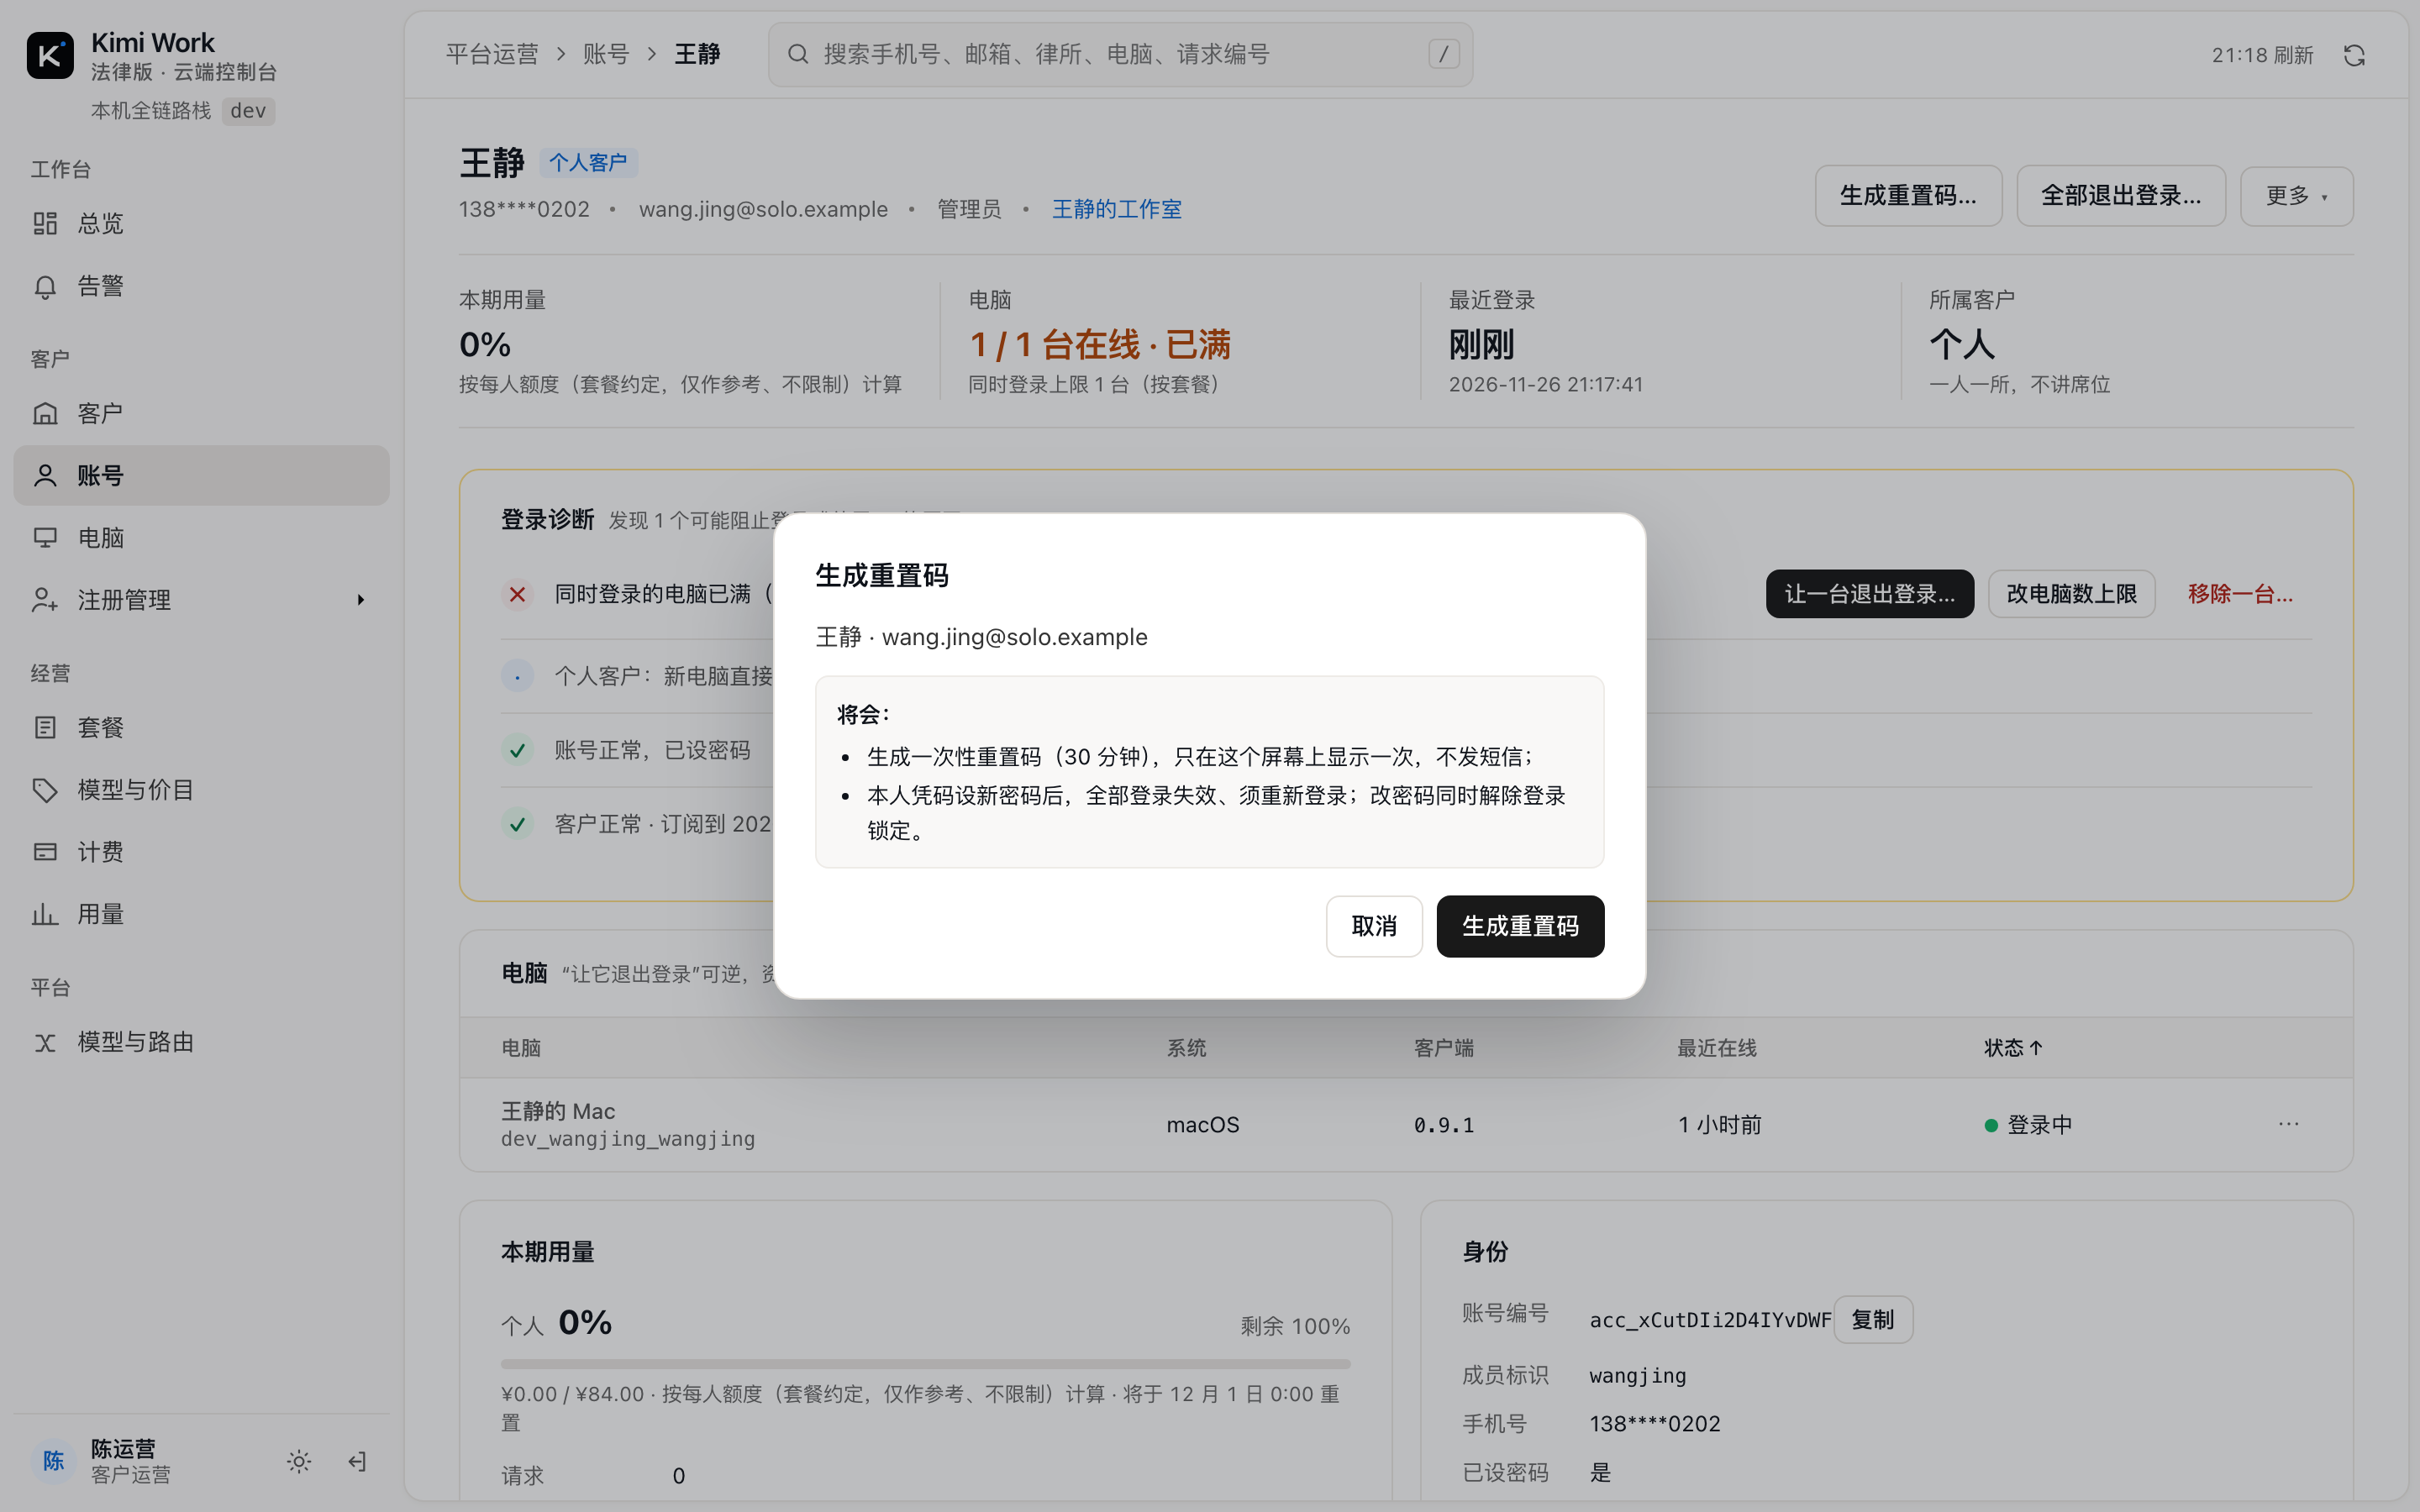 Kimi Work
法律版 · 云端控制台
本机全链路栈 dev
工作台
总览
告警
客户
客户
账号
电脑
注册管理
经营
套餐
模型与价目
计费
用量
平台
模型与路由
陈 陈运营
客户运营
平台运营 > 账号 > 王静
搜索手机号、邮箱、律所、电脑、请求编号 /
21:18 刷新
王静 个人客户
138****0202 • wang.jing@solo.example • 管理员 • 王静的工作室
生成重置码... 全部退出登录... 更多
本期用量
0%
按每人额度（套餐约定，仅作参考、不限制）计算
电脑
1 / 1 台在线 · 已满
同时登录上限 1 台（按套餐）
最近登录
刚刚
2026-11-26 21:17:41
所属客户
个人
一人一所，不讲席位
登录诊断 发现 1 个可能阻止
同时登录的电脑已满（
让一台退出登录... 改电脑数上限 移除一台...
个人客户：新电脑直接
账号正常，已设密码
客户正常 · 订阅到 202
生成重置码
王静 · wang.jing@solo.example
将会：
• 生成一次性重置码（30 分钟），只在这个屏幕上显示一次，不发短信；
• 本人凭码设新密码后，全部登录失效、须重新登录；改密码同时解除登录
锁定。
取消 生成重置码
电脑 “让它退出登录”可逆，
电脑 系统 客户端 最近在线 状态 ↑
王静的 Mac
dev_wangjing_wangjing
macOS 0.9.1 1 小时前 登录中 ···
本期用量
个人 0% 剩余 100%
¥0.00 / ¥84.00 · 按每人额度（套餐约定，仅作参考、不限制）计算 · 将于 12 月 1 日 0:00 重
置
请求 0
身份
账号编号 acc_xCutDIi2D4IYvDWF 复制
成员标识 wangjing
手机号 138****0202
已设密码 是